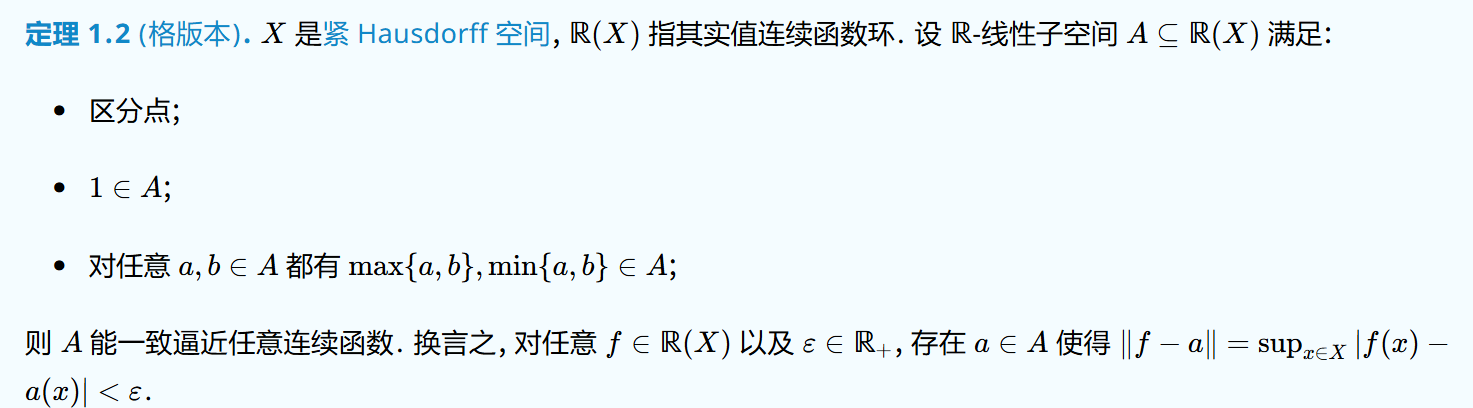 定理 1.2 (格版本). X 是紧 Hausdorff 空间, ℝ(X) 指其实值连续函数环. 设 ℝ-线性子空间 A ⊆ ℝ(X) 满足:
• 区分点;
• 1 ∈ A;
• 对任意 a, b ∈ A 都有 max{a, b}, min{a, b} ∈ A;
则 A 能一致逼近任意连续函数. 换言之, 对任意 f ∈ ℝ(X) 以及 ε ∈ ℝ₊, 存在 a ∈ A 使得 ‖f − a‖ = sup_{x∈X} |f(x) −
a(x)| < ε.